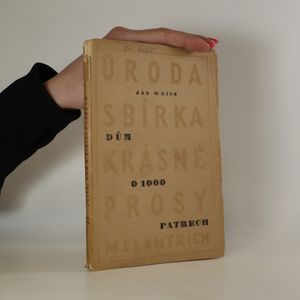 ÚRODA
JAN WEISS
SBÍRKA
DŮM
KRÁSNÉ
O 1000
PROSY
PATRECH
MELANTRICH